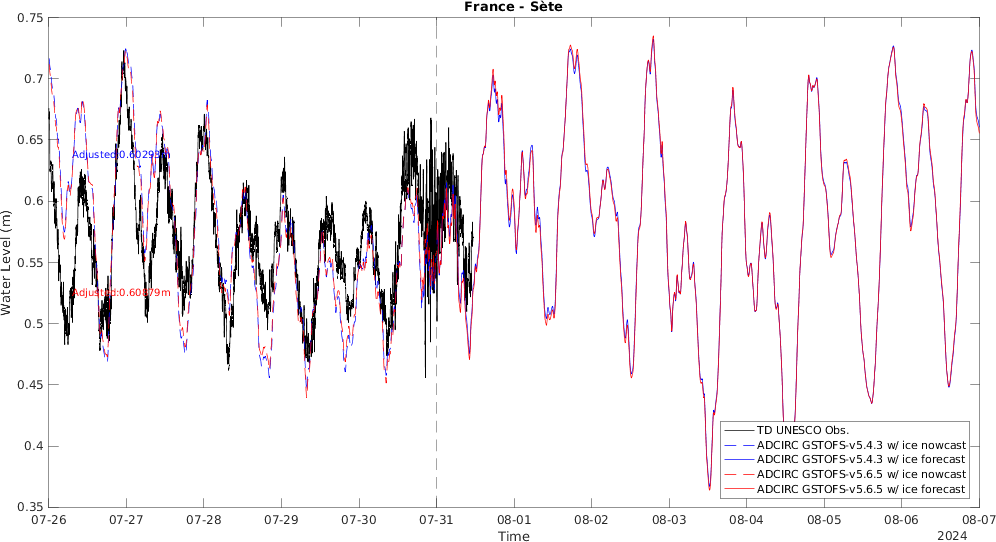 France - Sète
0.75
0.7
0.65
0.6
0.55
0.5
0.45
0.4
0.35
Water Level (m)
Adjusted:0.60293m
Adjusted:0.60879m
TD UNESCO Obs.
ADCIRC GSTOFS-v5.4.3 w/ ice nowcast
ADCIRC GSTOFS-v5.4.3 w/ ice forecast
ADCIRC GSTOFS-v5.6.5 w/ ice nowcast
ADCIRC GSTOFS-v5.6.5 w/ ice forecast
07-26 07-27 07-28 07-29 07-30 07-31 08-01 08-02 08-03 08-04 08-05 08-06 08-07
Time
2024